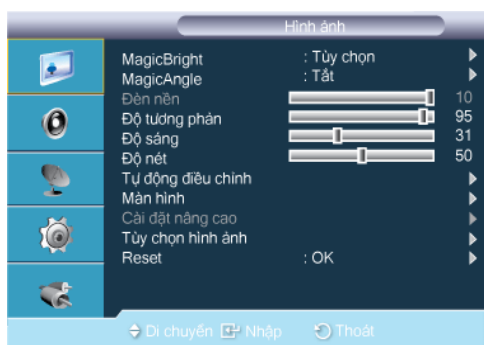 Hình ảnh
MagicBright : Tùy chọn
MagicAngle : Tắt
Đèn nền 10
Độ tương phản 95
Độ sáng 31
Độ nét 50
Tự động điều chỉnh
Màn hình
Cài đặt nâng cao
Tùy chọn hình ảnh
Reset : OK
Di chuyển Nhập Thoát